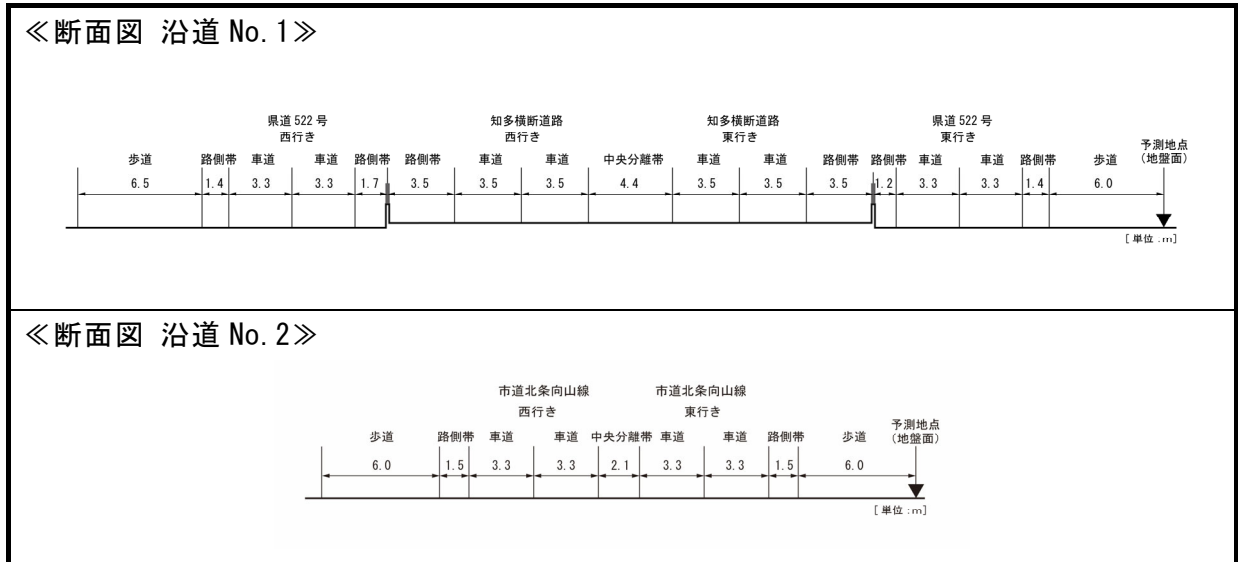 ≪断面図 沿道 No. 1≫
県道 522 号 知多横断道路 知多横断道路 県道 522 号
西行き 西行き 東行き 東行き
予測地点
歩道 路側帯 車道 車道 路側帯 路側帯 車道 車道 中央分離帯 車道 車道 路側帯 路側帯 車道 車道 路側帯 歩道 (地盤面)
6.5 1.4 3.3 3.3 1.7 3.5 3.5 3.5 4.4 3.5 3.5 3.5 1.2 3.3 3.3 1.4 6.0
[単位:m]
≪断面図 沿道 No. 2≫
市道北条向山線 市道北条向山線
西行き 東行き
予測地点
歩道 路側帯 車道 車道 中央分離帯 車道 車道 路側帯 歩道 (地盤面)
6.0 1.5 3.3 3.3 2.1 3.3 3.3 1.5 6.0
[単位:m]